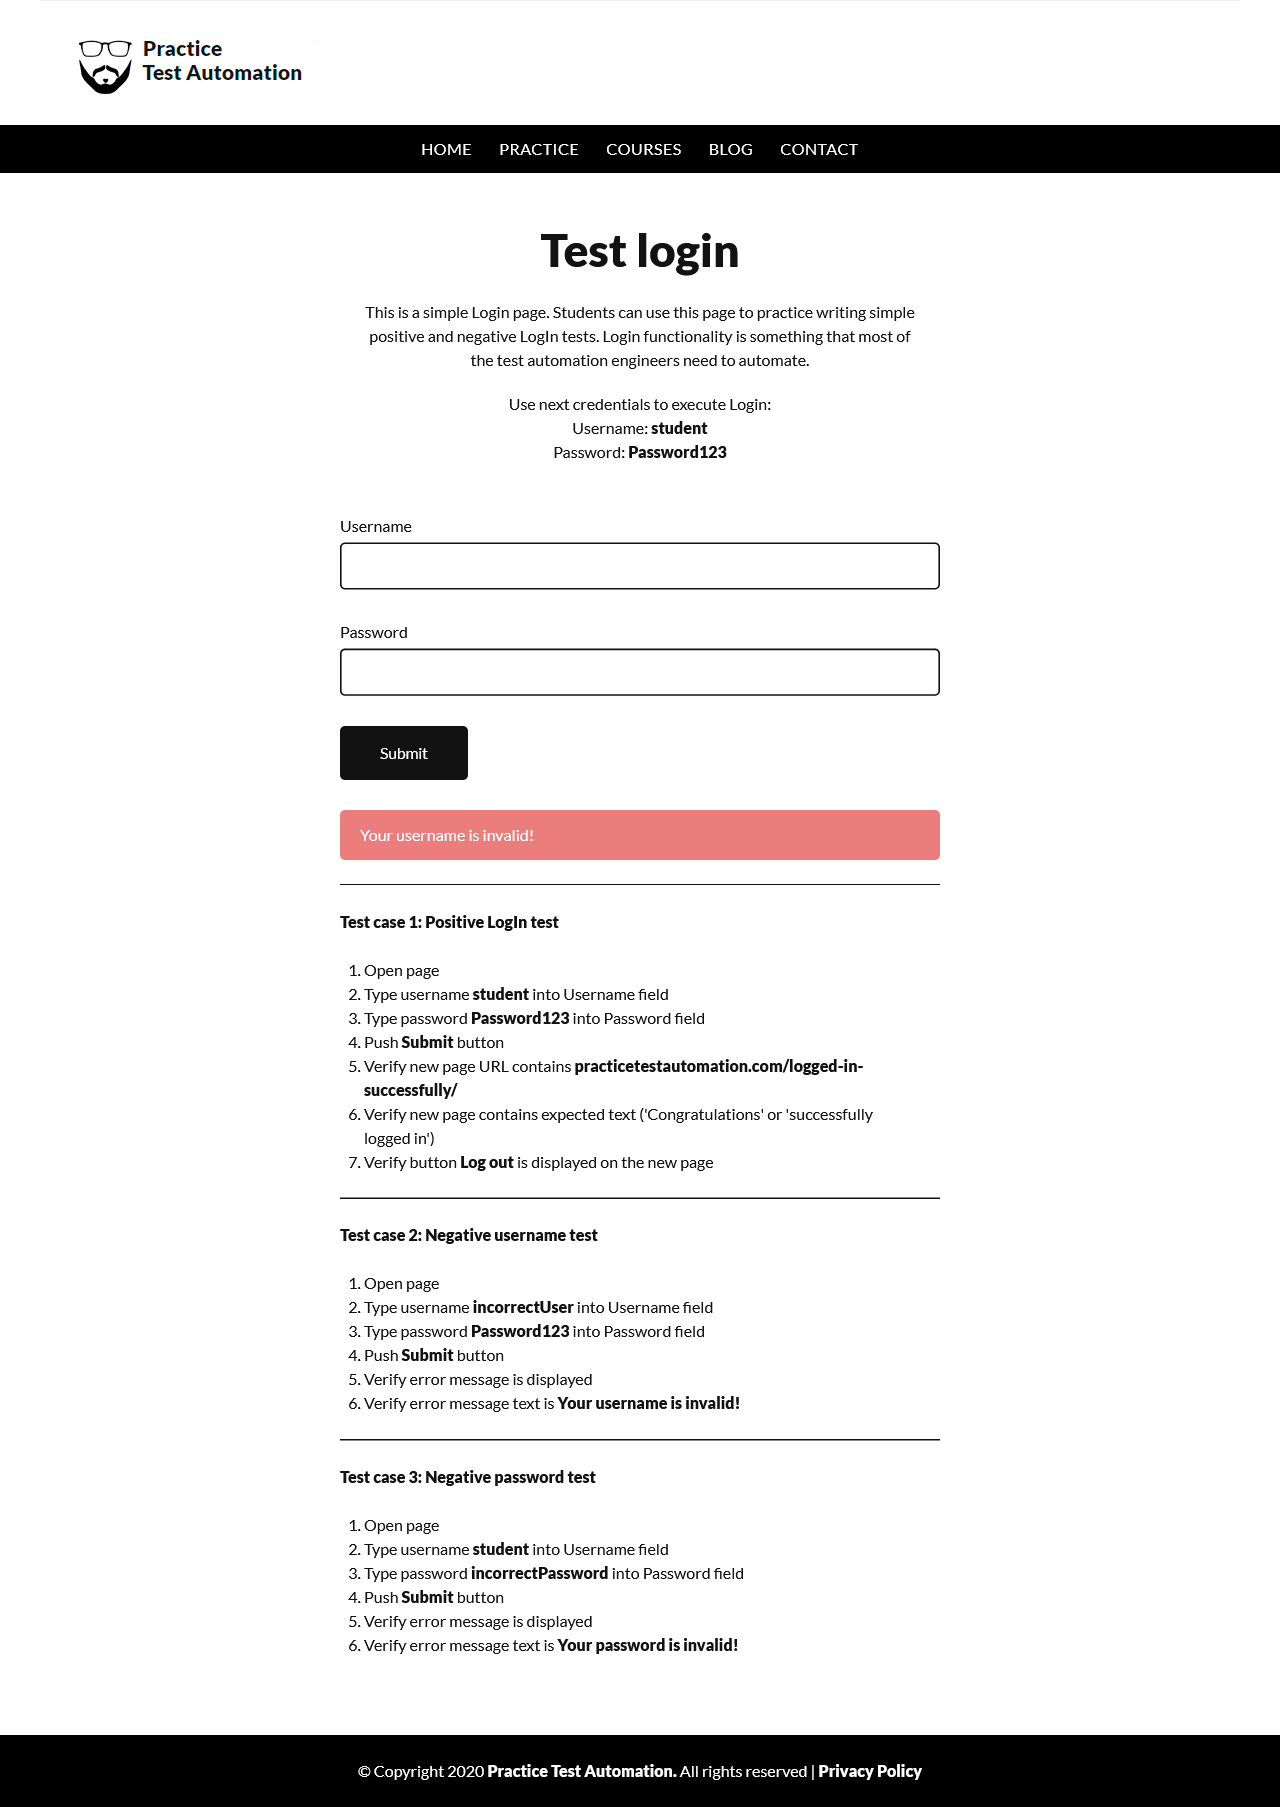 Practice
Test Automation
HOME PRACTICE COURSES BLOG CONTACT
Test login
This is a simple Login page. Students can use this page to practice writing simple
positive and negative LogIn tests. Login functionality is something that most of
the test automation engineers need to automate.
Use next credentials to execute Login:
Username: student
Password: Password123
Username
Password
Submit
Your username is invalid!
Test case 1: Positive LogIn test
1. Open page
2. Type username student into Username field
3. Type password Password123 into Password field
4. Push Submit button
5. Verify new page URL contains practicetestautomation.com/logged-in-
successfully/
6. Verify new page contains expected text ('Congratulations' or 'successfully
logged in')
7. Verify button Log out is displayed on the new page
Test case 2: Negative username test
1. Open page
2. Type username incorrectUser into Username field
3. Type password Password123 into Password field
4. Push Submit button
5. Verify error message is displayed
6. Verify error message text is Your username is invalid!
Test case 3: Negative password test
1. Open page
2. Type username student into Username field
3. Type password incorrectPassword into Password field
4. Push Submit button
5. Verify error message is displayed
6. Verify error message text is Your password is invalid!
© Copyright 2020 Practice Test Automation. All rights reserved | Privacy Policy